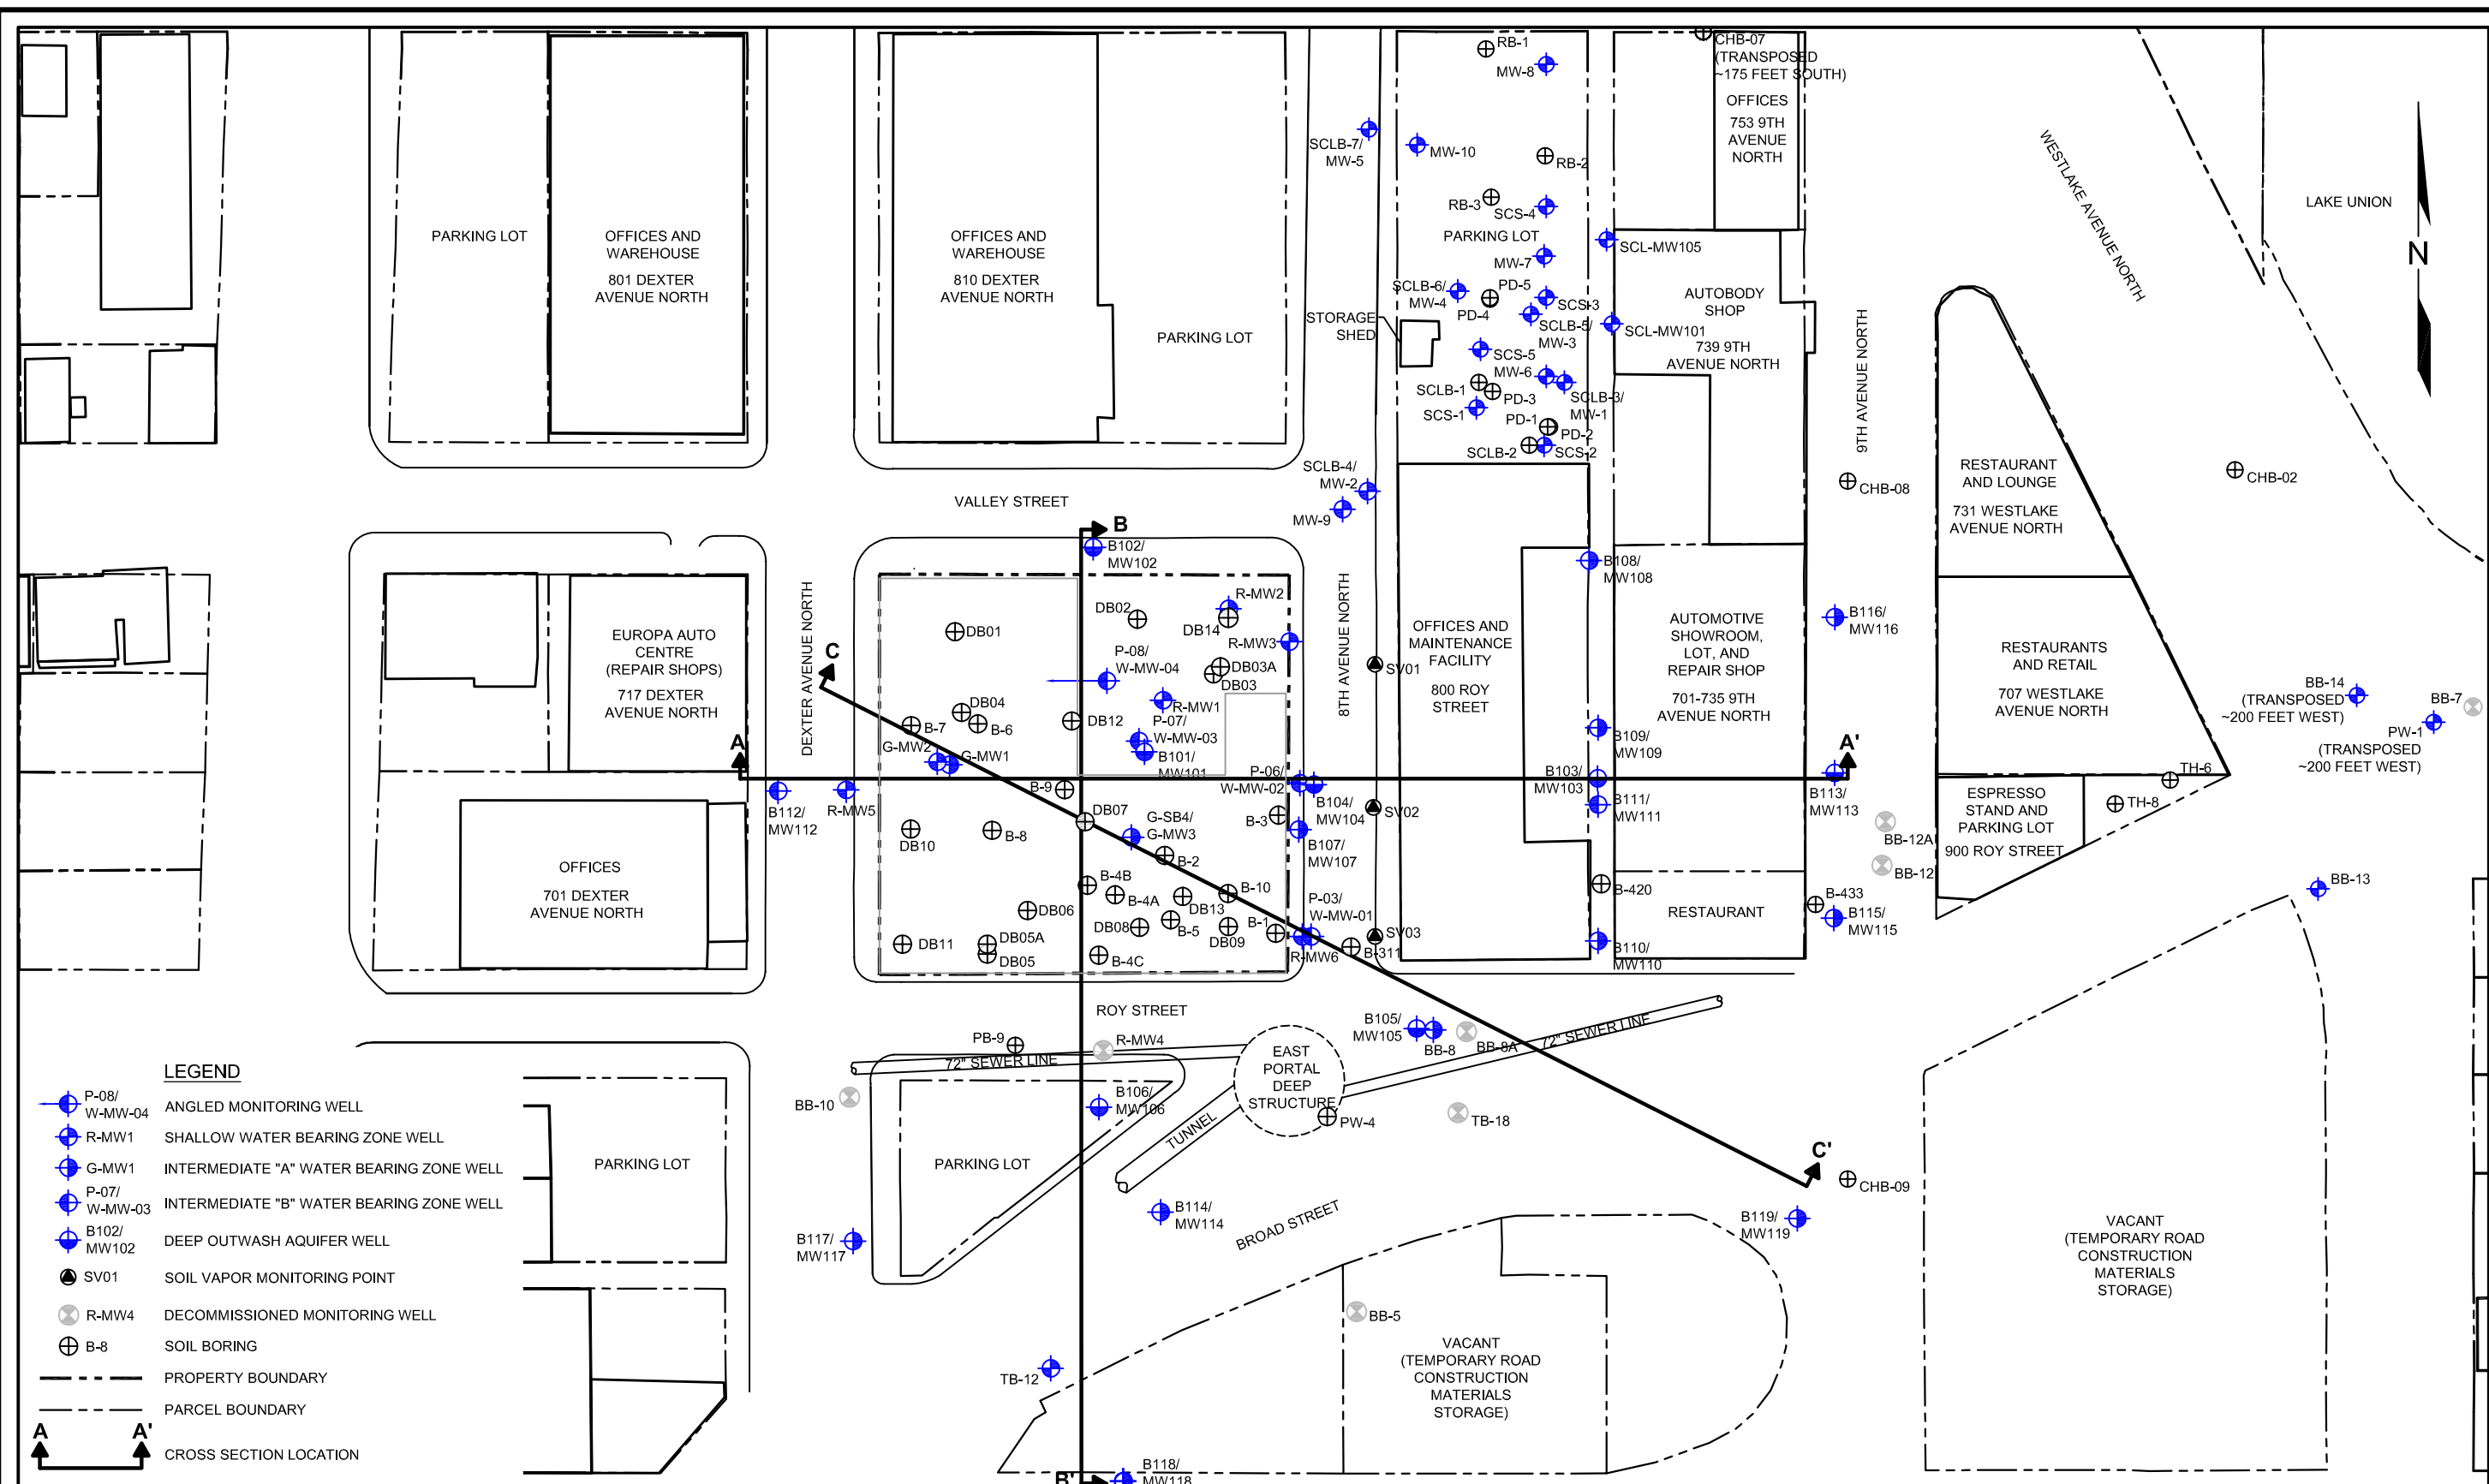 CHB-07
(TRANSPOSED
~175 FEET SOUTH)
OFFICES
753 9TH
AVENUE
NORTH
RB-1
MW-8
SCLB-7/
MW-5
MW-10
RB-2
RB-3
SCS-4
PARKING LOT
MW-7
SCL-MW105
SCLB-6/
MW-4
PD-5
PD-4
SCS-3
SCLB-5/
MW-3
SCL-MW101
STORAGE
SHED
SCS-5
MW-6
SCLB-1
PD-3
SCLB-3/
MW-1
SCS-1
PD-1
PD-2
SCLB-2
SCS-2
SCLB-4/
MW-2
MW-9
AUTOBODY
SHOP
739 9TH
AVENUE NORTH
9TH AVENUE NORTH
WESTLAKE AVENUE NORTH
LAKE UNION
N
PARKING LOT
OFFICES AND
WAREHOUSE
801 DEXTER
AVENUE NORTH
OFFICES AND
WAREHOUSE
810 DEXTER
AVENUE NORTH
PARKING LOT
VALLEY STREET
CHB-08
RESTAURANT
AND LOUNGE
731 WESTLAKE
AVENUE NORTH
CHB-02
B
B102/
MW102
DEXTER AVENUE NORTH
EUROPA AUTO
CENTRE
(REPAIR SHOPS)
717 DEXTER
AVENUE NORTH
C
DB01
DB02
R-MW2
DB14
R-MW3
P-08/
W-MW-04
DB03A
DB03
R-MW1
DB04
B-7
B-6
DB12
P-07/
W-MW-03
B101/
MW101
G-MW2
G-MW1
8TH AVENUE NORTH
SV01
OFFICES AND
MAINTENANCE
FACILITY
800 ROY
STREET
B108/
MW108
AUTOMOTIVE
SHOWROOM,
LOT, AND
REPAIR SHOP
701-735 9TH
AVENUE NORTH
B109/
MW109
B116/
MW116
RESTAURANTS
AND RETAIL
707 WESTLAKE
AVENUE NORTH
BB-14
(TRANSPOSED
~200 FEET WEST)
BB-7
PW-1
(TRANSPOSED
~200 FEET WEST)
A
A'
B112/
MW112
R-MW5
B-9
P-06/
W-MW-02
B104/
MW104
B103/
MW103
B111/
MW111
B113/
MW113
TH-6
TH-8
ESPRESSO
STAND AND
PARKING LOT
900 ROY STREET
BB-12A
BB-12
BB-13
DB07
DB10
B-8
G-SB4/
G-MW3
B-3
B107/
MW107
SV02
B-2
B-4B
B-4A
DB13
B-10
DB06
DB08
B-5
DB09
B-1
P-03/
W-MW-01
R-MW6
B-311
SV03
B-420
B-433
B115/
MW115
RESTAURANT
B110/
MW110
OFFICES
701 DEXTER
AVENUE NORTH
DB11
DB05A
DB05
B-4C
ROY STREET
PB-9
R-MW4
72" SEWER LINE
EAST
PORTAL
DEEP
STRUCTURE
B105/
MW105
BB-8
BB-8A
72" SEWER LINE
BB-10
B106/
MW106
TUNNEL
PW-4
TB-18
PARKING LOT
PARKING LOT
B117/
MW117
B114/
MW114
BROAD STREET
C'
CHB-09
B119/
MW119
BB-5
VACANT
(TEMPORARY ROAD
CONSTRUCTION
MATERIALS
STORAGE)
VACANT
(TEMPORARY ROAD
CONSTRUCTION
MATERIALS
STORAGE)
TB-12
B'
B118/
MW118
LEGEND
P-08/
W-MW-04
ANGLED MONITORING WELL
R-MW1
SHALLOW WATER BEARING ZONE WELL
G-MW1
INTERMEDIATE "A" WATER BEARING ZONE WELL
P-07/
W-MW-03
INTERMEDIATE "B" WATER BEARING ZONE WELL
B102/
MW102
DEEP OUTWASH AQUIFER WELL
SV01
SOIL VAPOR MONITORING POINT
R-MW4
DECOMMISSIONED MONITORING WELL
B-8
SOIL BORING
PROPERTY BOUNDARY
PARCEL BOUNDARY
A
A'
CROSS SECTION LOCATION